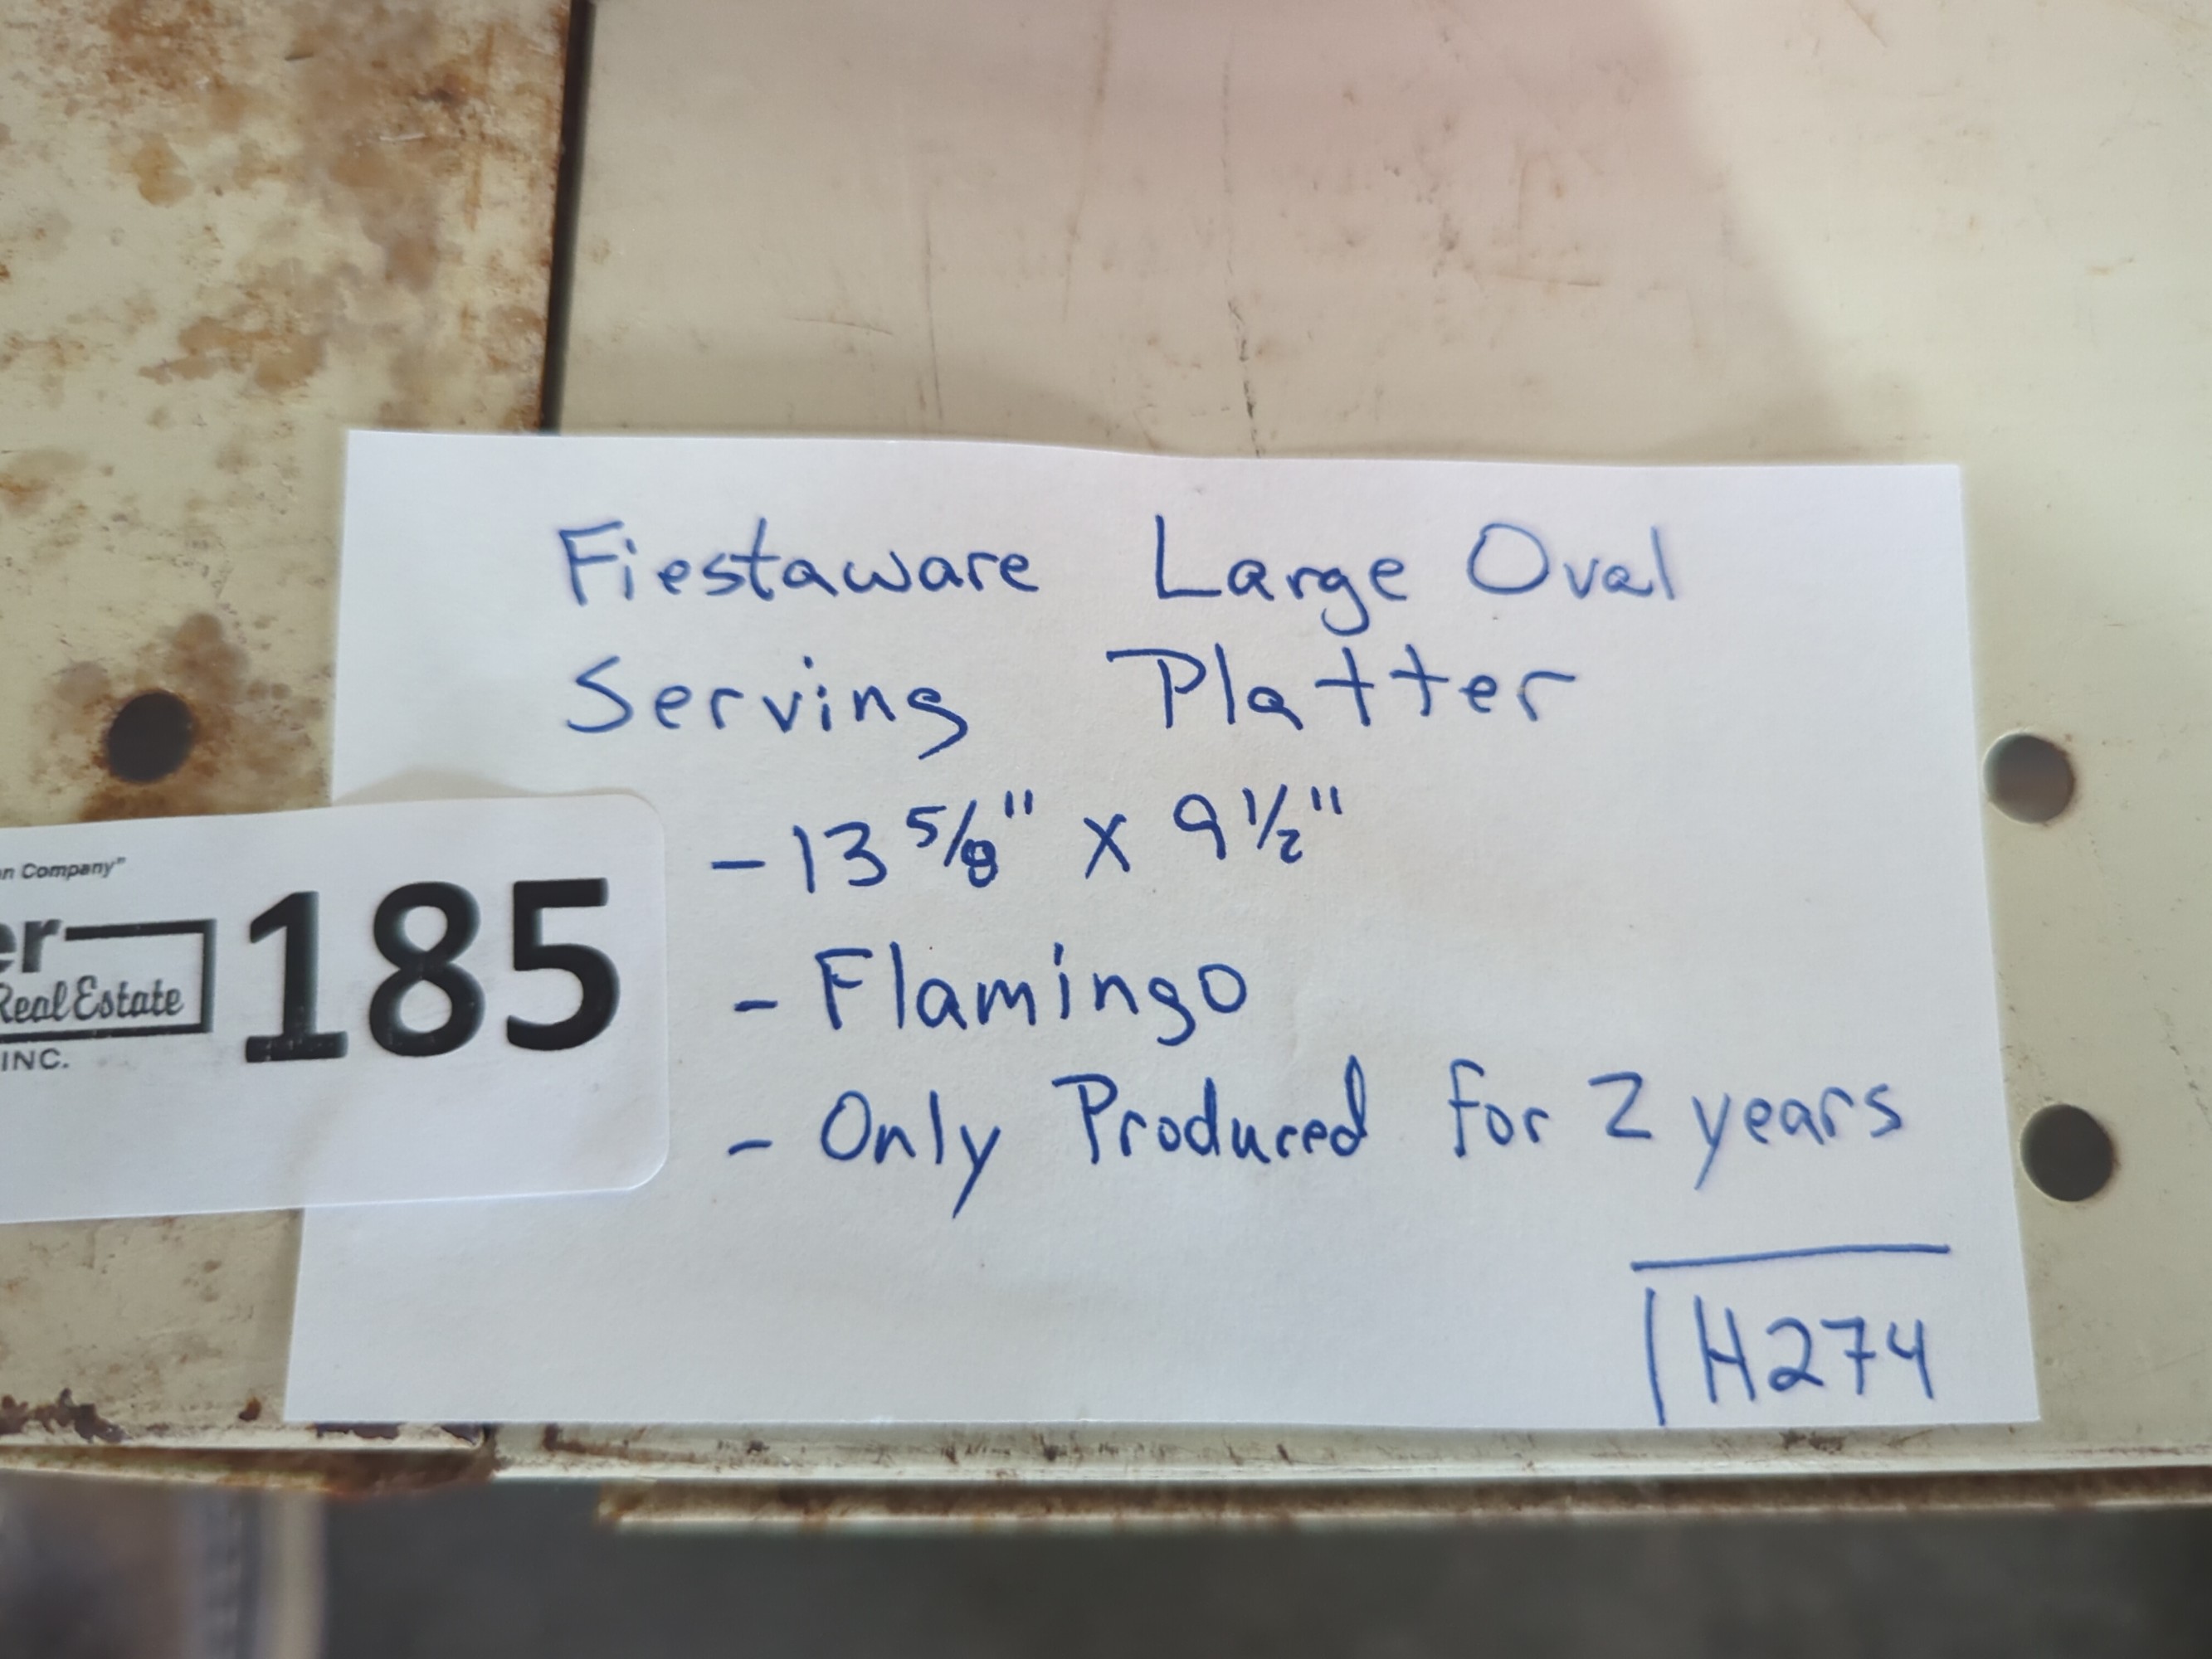 Fiestaware Large Oval
Serving Platter
- 13 5/8" x 9 1/2"
- Flamingo
- Only Produced for 2 years
H274
Company"
Real Estate
INC.
185